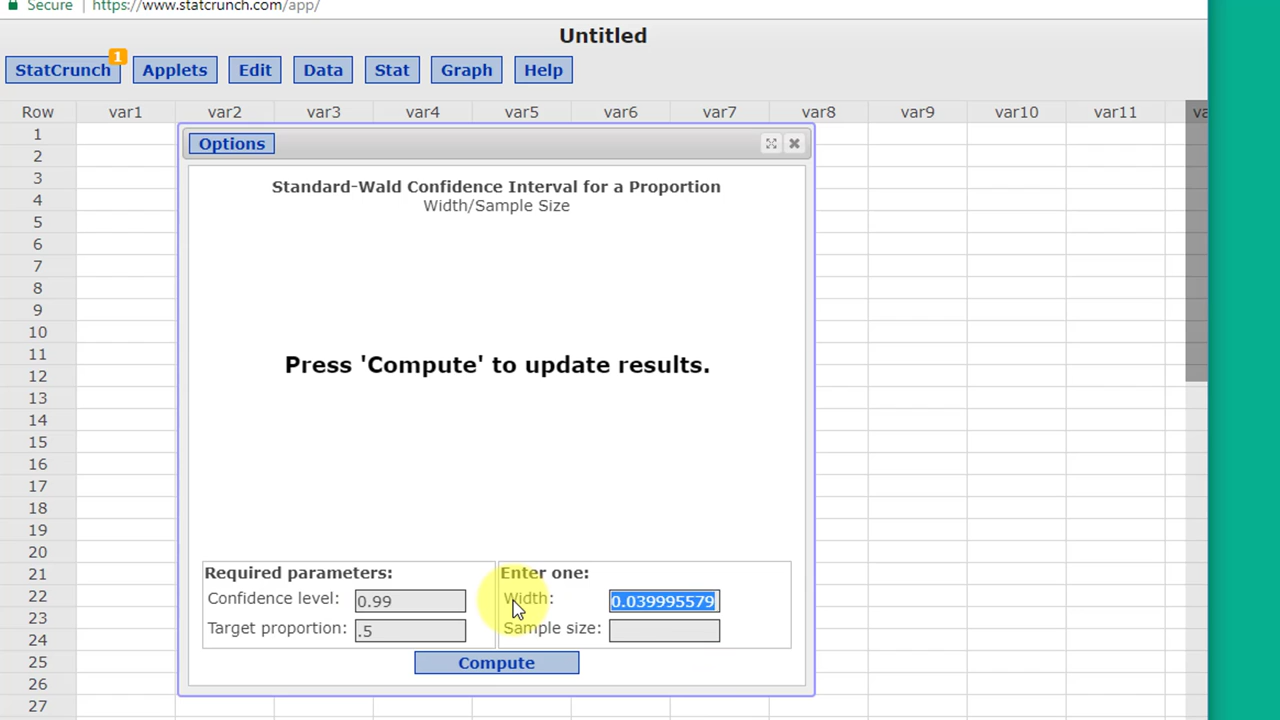 Secure | https://www.statcrunch.com/app/
Untitled
StatCrunch 1 Applets Edit Data Stat Graph Help
Row var1 var2 var3 var4 var5 var6 var7 var8 var9 var10 var11 va
1
2
3
4
5
6
7
8
9
10
11
12
13
14
15
16
17
18
19
20
21
22
23
24
25
26
27
Options
Standard-Wald Confidence Interval for a Proportion
Width/Sample Size
Press 'Compute' to update results.
Required parameters:
Confidence level: 0.99
Target proportion: .5
Enter one:
Width: 0.039995579
Sample size:
Compute